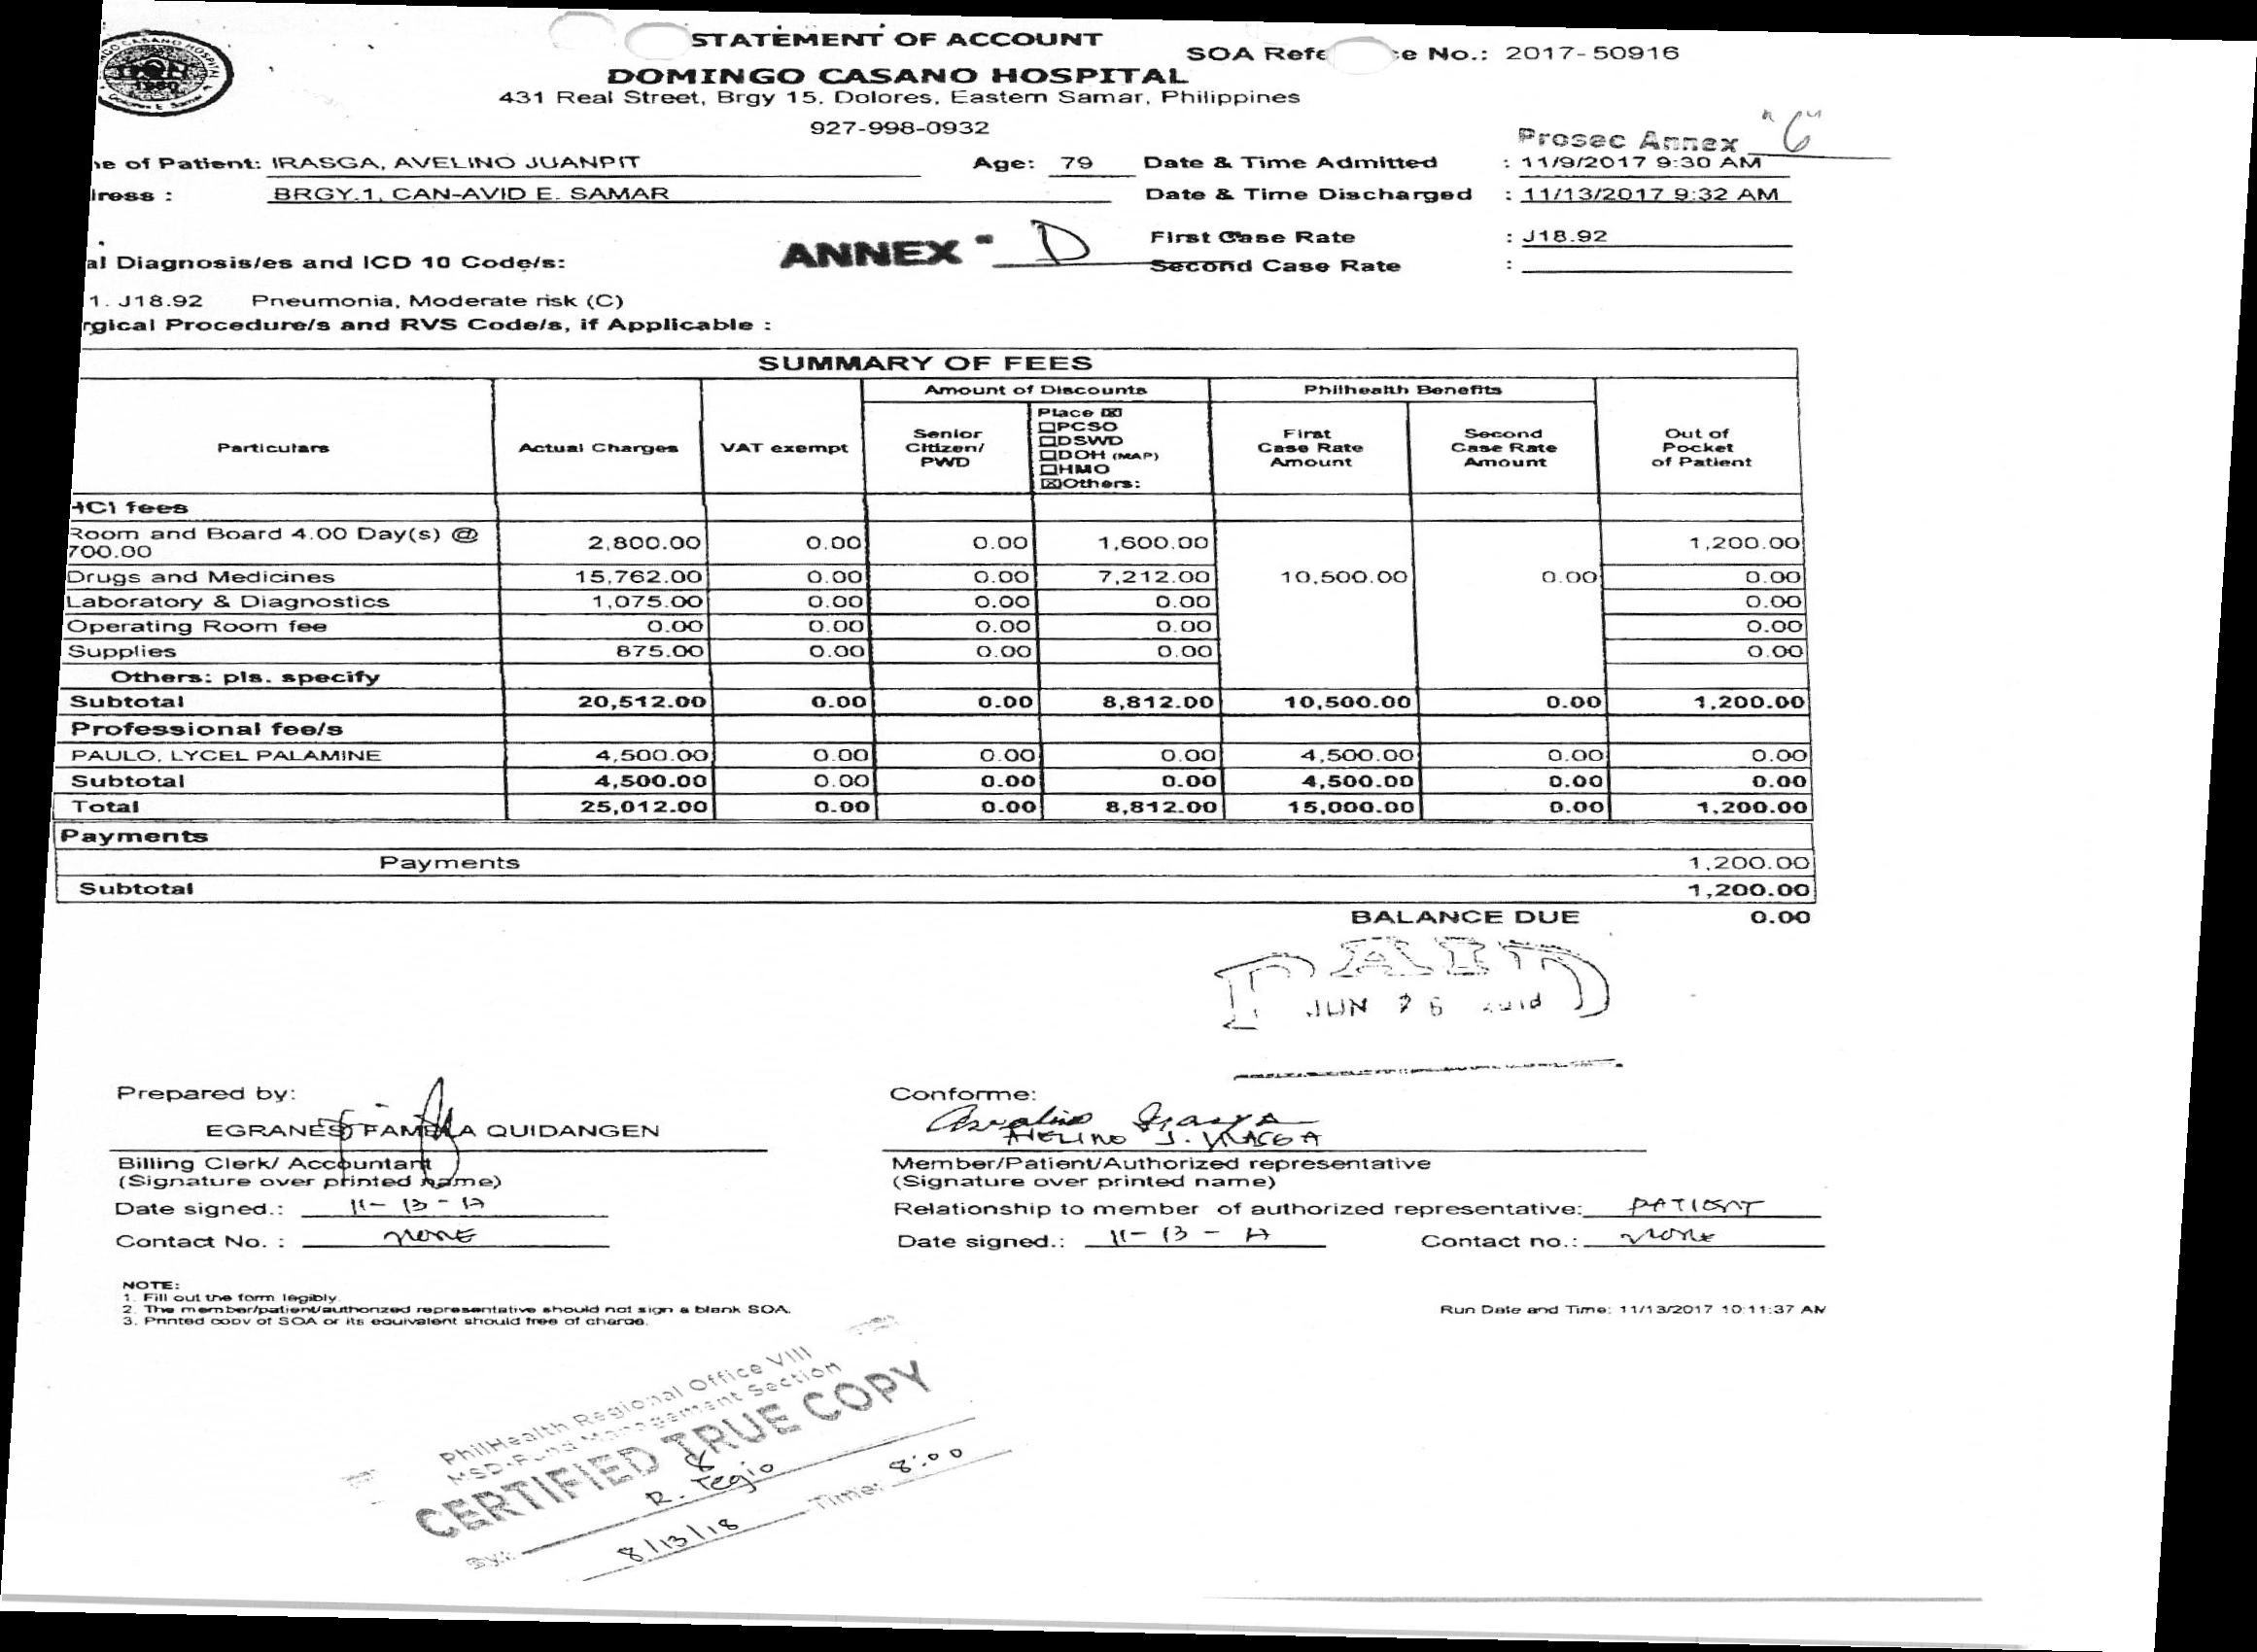 STATEMENT OF ACCOUNT
SOA Refe e No.: 2017-50916
DOMINGO CASANO HOSPITAL
431 Real Street, Brgy 15, Dolores, Eastern Samar, Philippines
927-998-0932
Prosec Annex "C"
e of Patient: IRASGA, AVELINO JUANPIT Age: 79 Date & Time Admitted : 11/9/2017 9:30 AM
ress : BRGY.1, CAN-AVID E. SAMAR Date & Time Discharged : 11/13/2017 9:32 AM
ANNEX "D
First Case Rate : J18.92
al Diagnosis/es and ICD 10 Code/s: Second Case Rate :
1. J18.92 Pneumonia, Moderate risk (C)
rgical Procedure/s and RVS Code/s, if Applicable :
SUMMARY OF FEES
Particulars Actual Charges VAT exempt Amount of Discounts Philhealth Benefits Out of Pocket of Patient
Senior Citizen/ PWD Place ☒ First Case Rate Amount Second Case Rate Amount
☐PCSO
☐DSWD
☐DOH (MAP)
☐HMO
☒Others:
HCI fees
Room and Board 4.00 Day(s) @ 700.00 2,800.00 0.00 0.00 1,600.00 1,200.00
Drugs and Medicines 15,762.00 0.00 0.00 7,212.00 10,500.00 0.00 0.00
Laboratory & Diagnostics 1,075.00 0.00 0.00 0.00 0.00
Operating Room fee 0.00 0.00 0.00 0.00 0.00
Supplies 875.00 0.00 0.00 0.00 0.00
Others: pls. specify
Subtotal 20,512.00 0.00 0.00 8,812.00 10,500.00 0.00 1,200.00
Professional fee/s
PAULO, LYCEL PALAMINE 4,500.00 0.00 0.00 0.00 4,500.00 0.00 0.00
Subtotal 4,500.00 0.00 0.00 0.00 4,500.00 0.00 0.00
Total 25,012.00 0.00 0.00 8,812.00 15,000.00 0.00 1,200.00
Payments
Payments 1,200.00
Subtotal 1,200.00
BALANCE DUE 0.00
PAID
JUN 26
Prepared by: Conforme:
EGRANES, QUIDANGEN AVELINO J. IRASGA
Billing Clerk/ Accountant Member/Patient/Authorized representative
(Signature over printed name) (Signature over printed name)
Date signed.: 11-13-17 Relationship to member of authorized representative: PATIENT
Contact No. : NONE Date signed.: 11-13-17 Contact no.: NONE
NOTE:
1. Fill out the form legibly.
2. The member/patient/authorized representative should not sign a blank SOA.
3. Printed copy of SOA or its equivalent should free of charge.
Run Date and Time: 11/13/2017 10:11:37 AM
PhilHealth Regional Office VIII
MSD-Fund Management Section
CERTIFIED TRUE COPY
By: R. Tegio
8/13/18 Time: 8:00